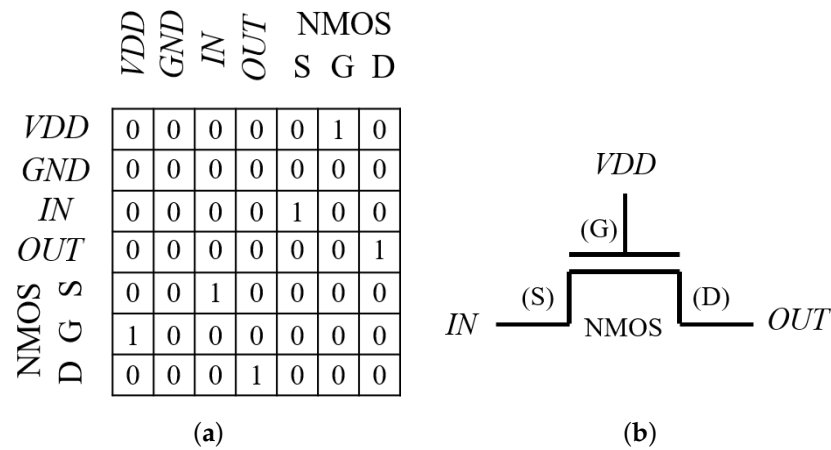 VDD GND IN OUT NMOS
S G D
VDD 0 0 0 0 0 1 0
GND 0 0 0 0 0 0 0
IN 0 0 0 0 1 0 0
OUT 0 0 0 0 0 0 1
NMOS
S 0 0 1 0 0 0 0
G 1 0 0 0 0 0 0
D 0 0 0 1 0 0 0
(a)
VDD
(G)
(S) (D)
IN NMOS OUT
(b)